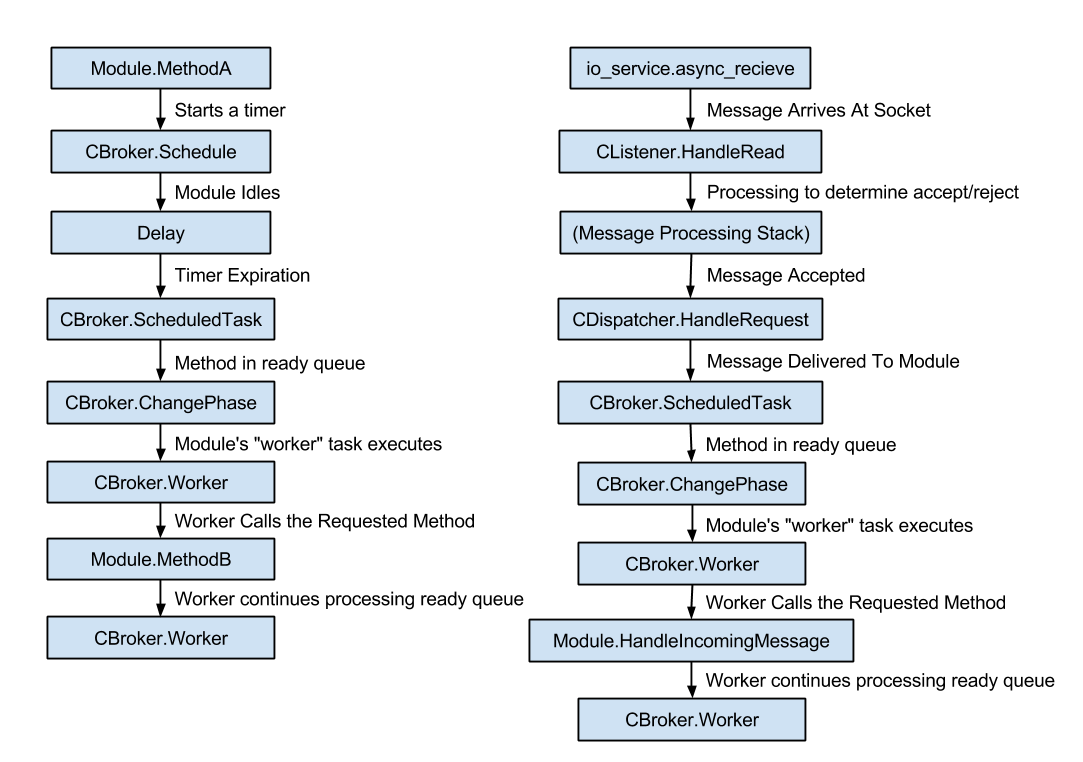 Module.MethodA
Starts a timer
CBroker.Schedule
Module Idles
Delay
Timer Expiration
CBroker.ScheduledTask
Method in ready queue
CBroker.ChangePhase
Module's "worker" task executes
CBroker.Worker
Worker Calls the Requested Method
Module.MethodB
Worker continues processing ready queue
CBroker.Worker
io_service.async_recieve
Message Arrives At Socket
CListener.HandleRead
Processing to determine accept/reject
(Message Processing Stack)
Message Accepted
CDispatcher.HandleRequest
Message Delivered To Module
CBroker.ScheduledTask
Method in ready queue
CBroker.ChangePhase
Module's "worker" task executes
CBroker.Worker
Worker Calls the Requested Method
Module.HandleIncomingMessage
Worker continues processing ready queue
CBroker.Worker